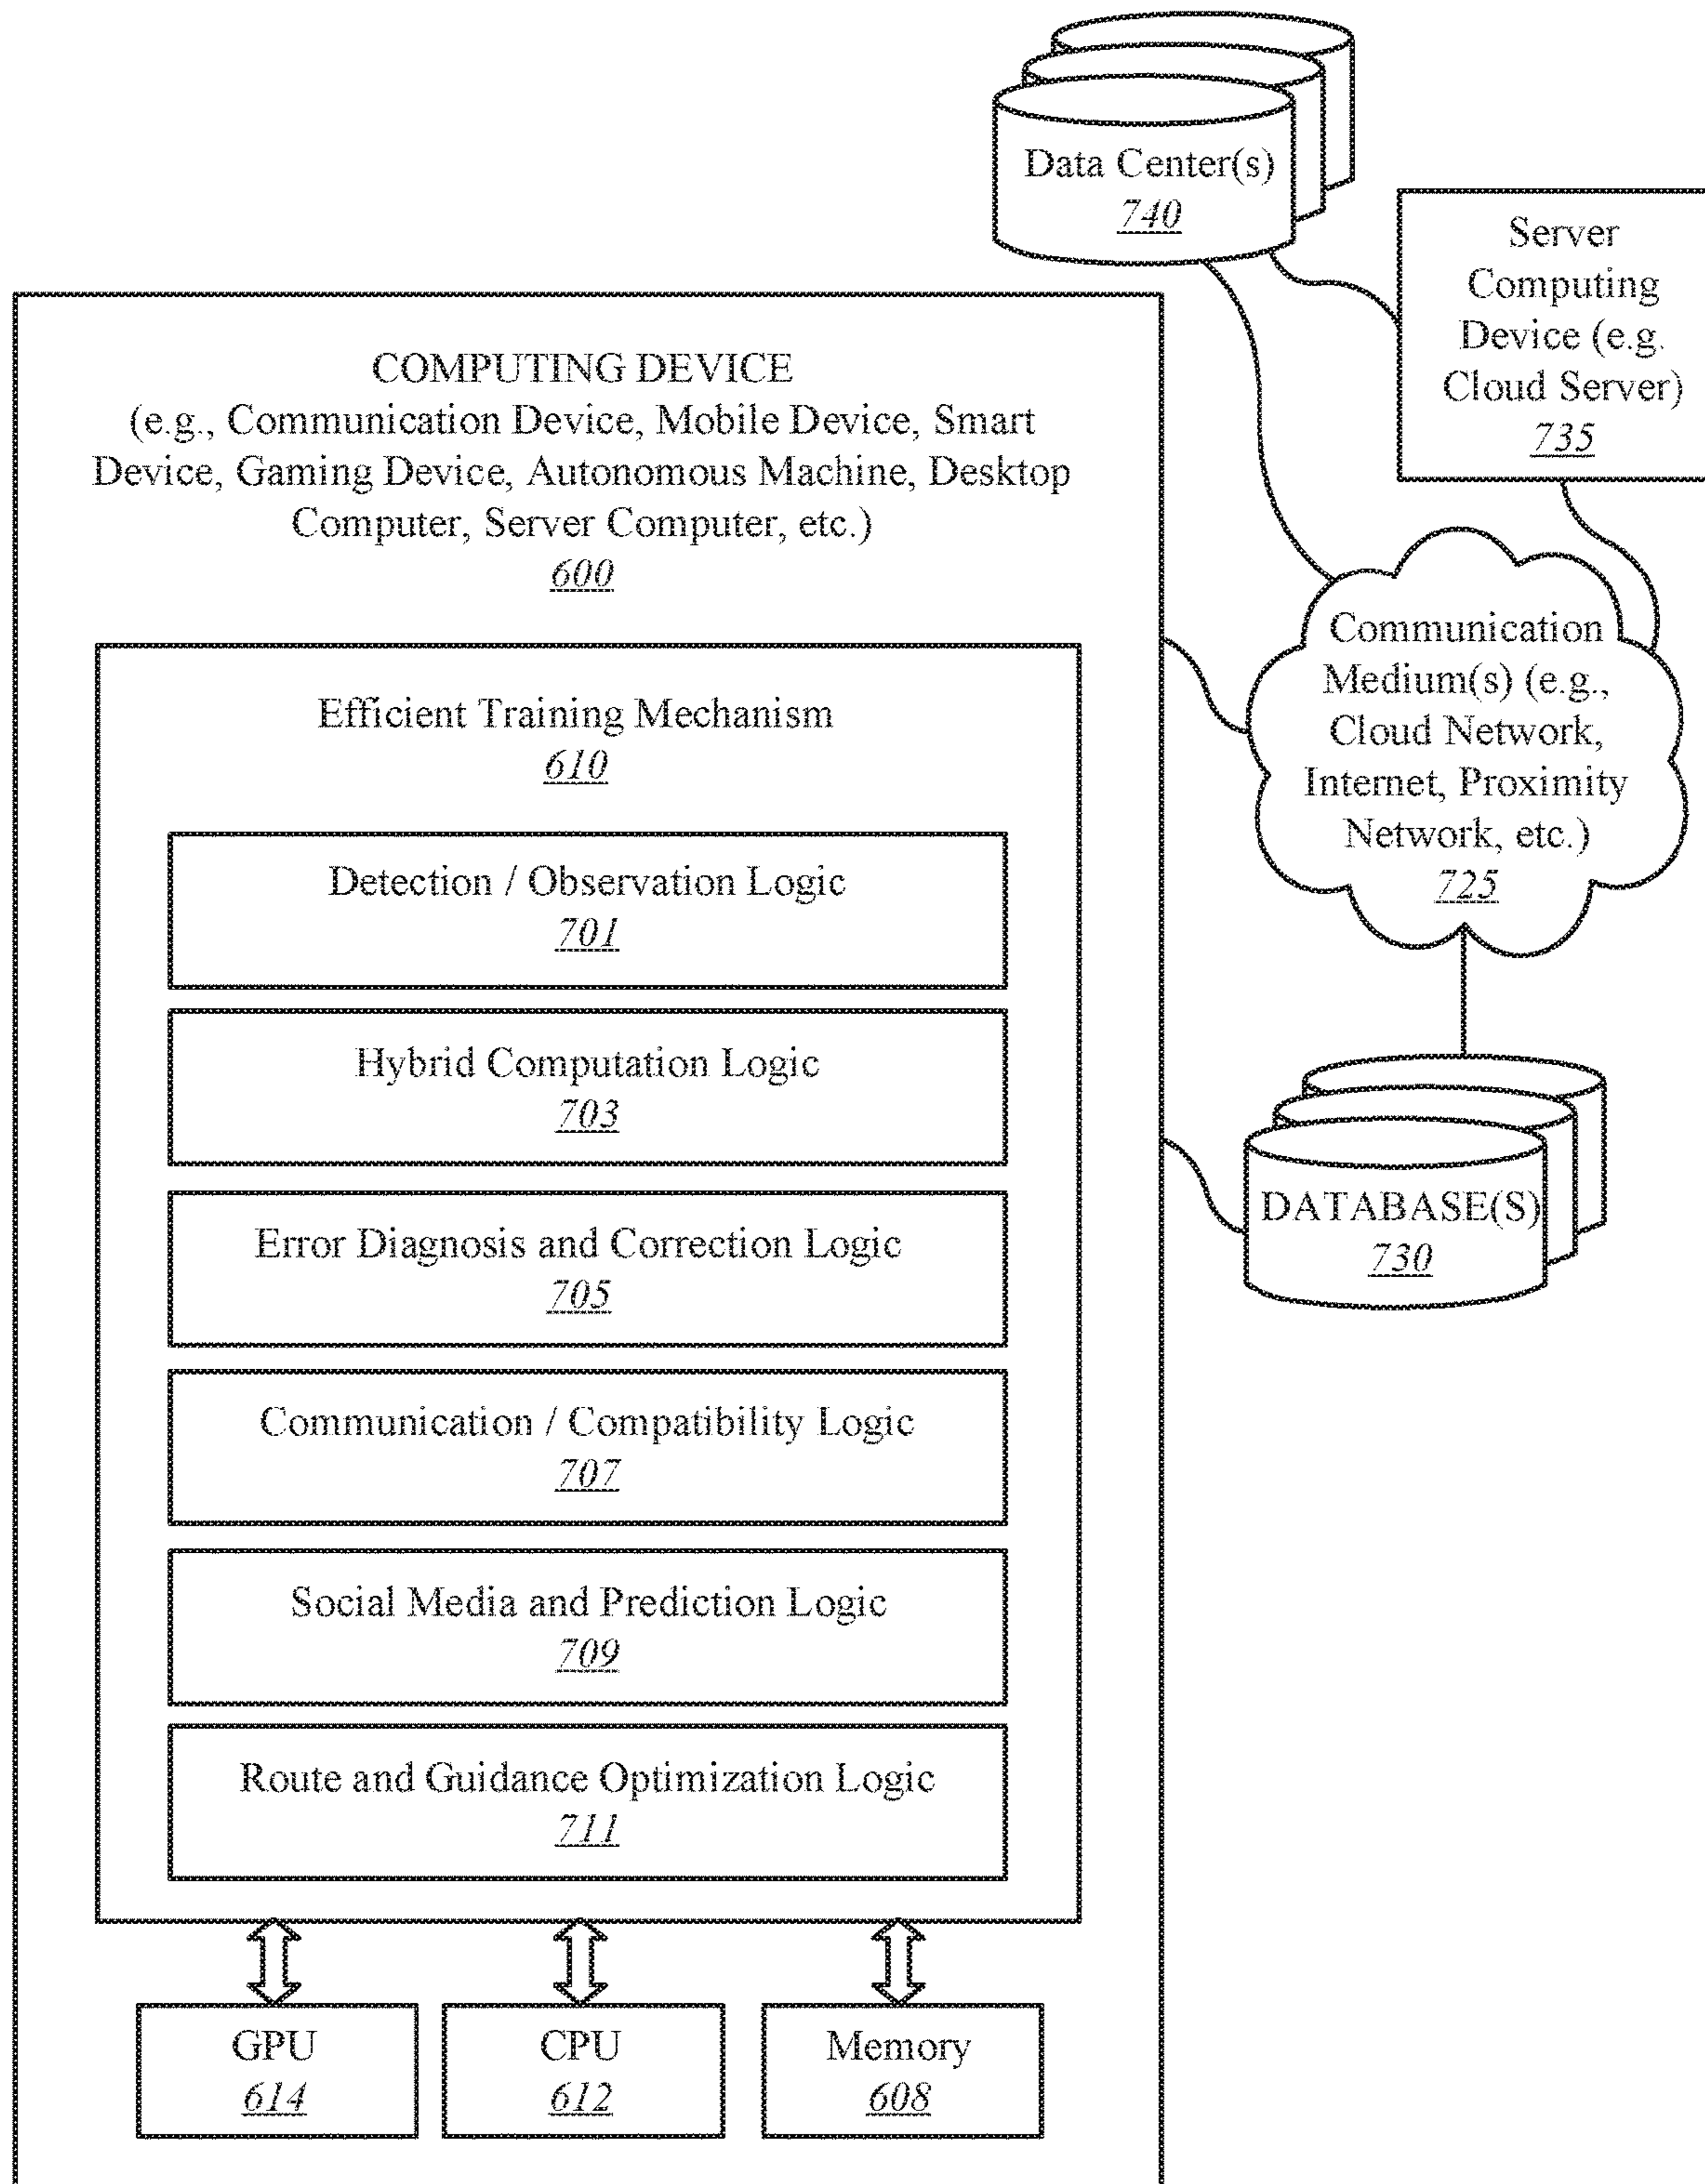 Data Center(s)
740
Server
Computing
Device (e.g.
Cloud Server)
735
COMPUTING DEVICE
(e.g., Communication Device, Mobile Device, Smart
Device, Gaming Device, Autonomous Machine, Desktop
Computer, Server Computer, etc.)
600
Communication
Medium(s) (e.g.,
Cloud Network,
Internet, Proximity
Network, etc.)
725
Efficient Training Mechanism
610
Detection / Observation Logic
701
Hybrid Computation Logic
703
DATABASE(S)
730
Error Diagnosis and Correction Logic
705
Communication / Compatibility Logic
707
Social Media and Prediction Logic
709
Route and Guidance Optimization Logic
711
GPU
614
CPU
612
Memory
608